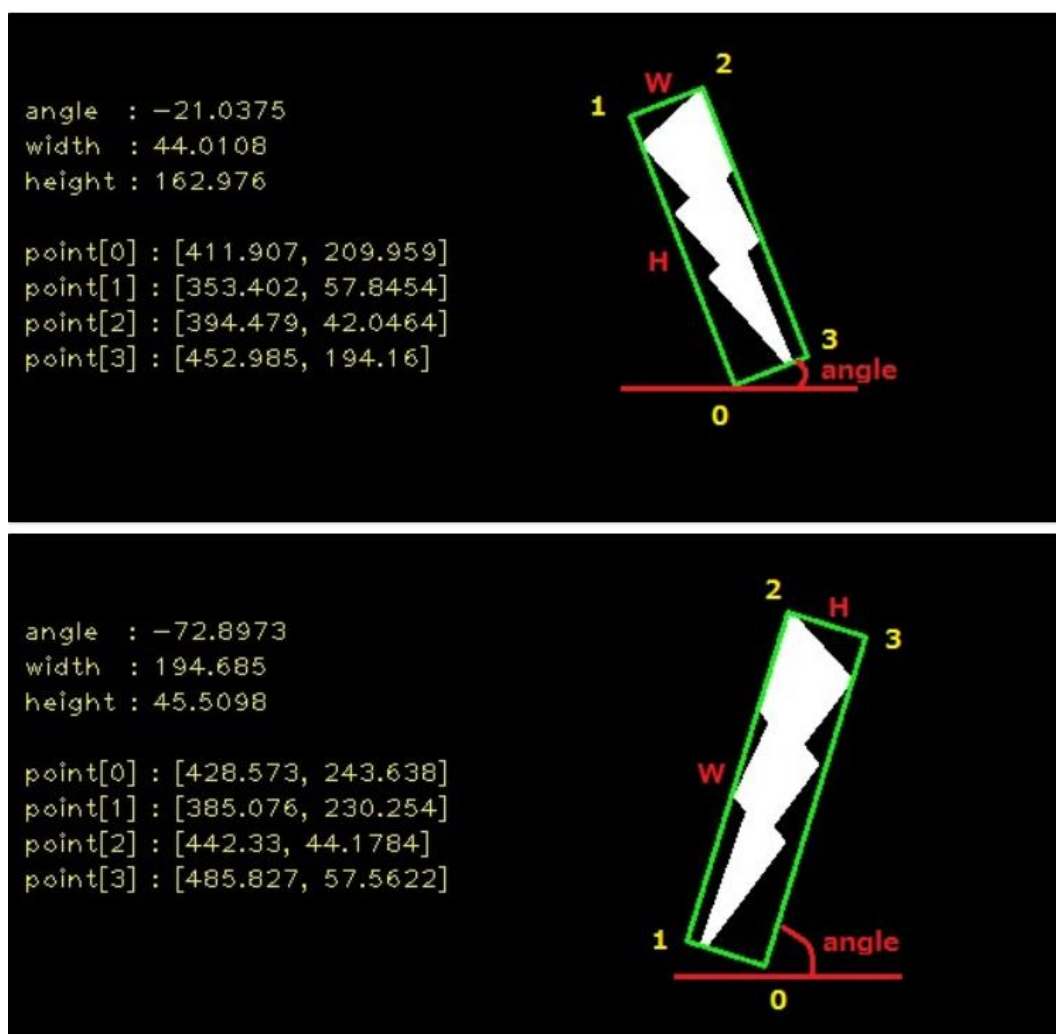 angle : -21.0375
width : 44.0108
height : 162.976
point[0] : [411.907, 209.959]
point[1] : [353.402, 57.8454]
point[2] : [394.479, 42.0464]
point[3] : [452.985, 194.16]
2
W
1
H
3
angle
0
angle : -72.8973
width : 194.685
height : 45.5098
point[0] : [428.573, 243.638]
point[1] : [385.076, 230.254]
point[2] : [442.33, 44.1784]
point[3] : [485.827, 57.5622]
2
H
3
W
1
angle
0